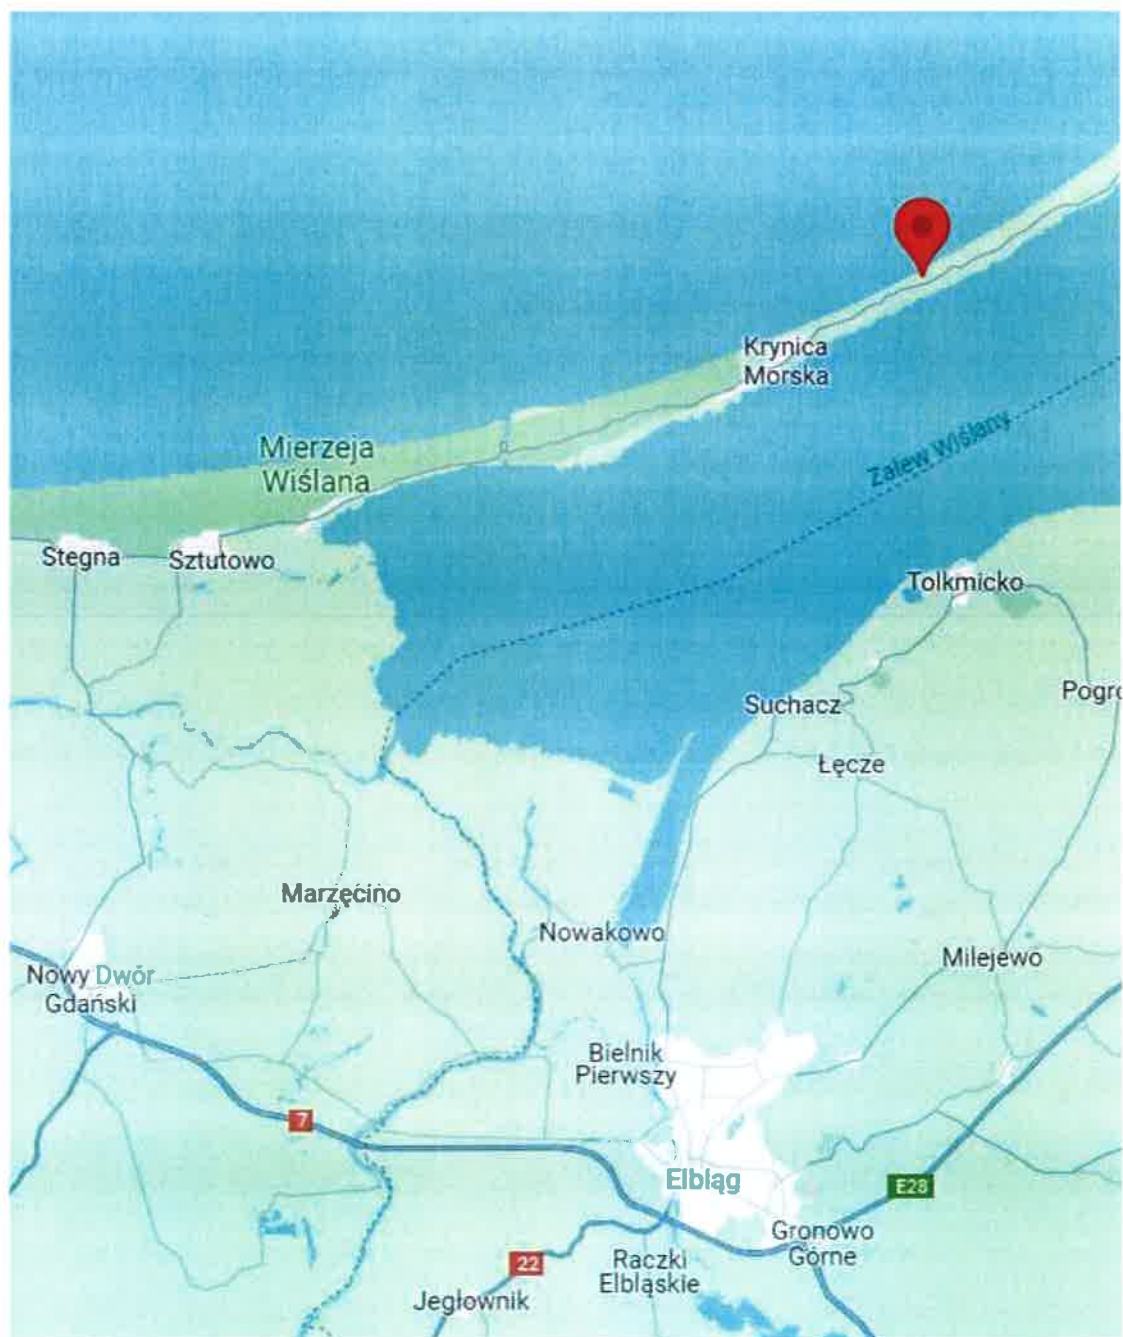 Krynica
Morska
Mierzeja
Wiślana
Zalew Wiślany
Stegna
Sztutowo
Tolkmicko
Suchacz
Pogro
Łęcze
Marzęcino
Nowakowo
Milejewo
Nowy Dwór
Gdański
Bielnik
Pierwszy
7
Elbląg
E28
Gronowo
Górne
22
Raczki
Elbląskie
Jegłownik